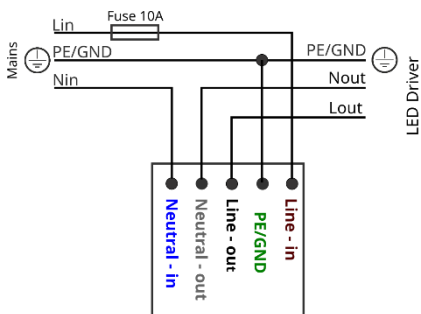 Fuse 10A
Lin
PE/GND
PE/GND
Nin
Nout
Lout
Mains
LED Driver
Neutral - in
Neutral - out
Line - out
PE/GND
Line - in